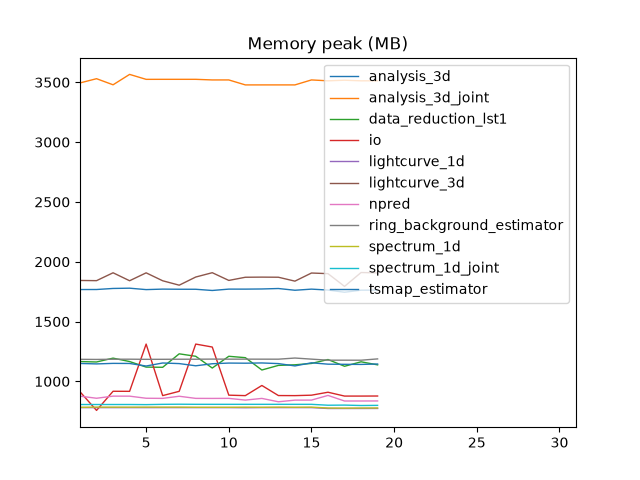 Memory peak (MB)
3500
3000
2500
2000
1500
1000
analysis_3d
analysis_3d_joint
data_reduction_lst1
io
lightcurve_1d
lightcurve_3d
npred
ring_background_estimator
spectrum_1d
spectrum_1d_joint
tsmap_estimator
5 10 15 20 25 30